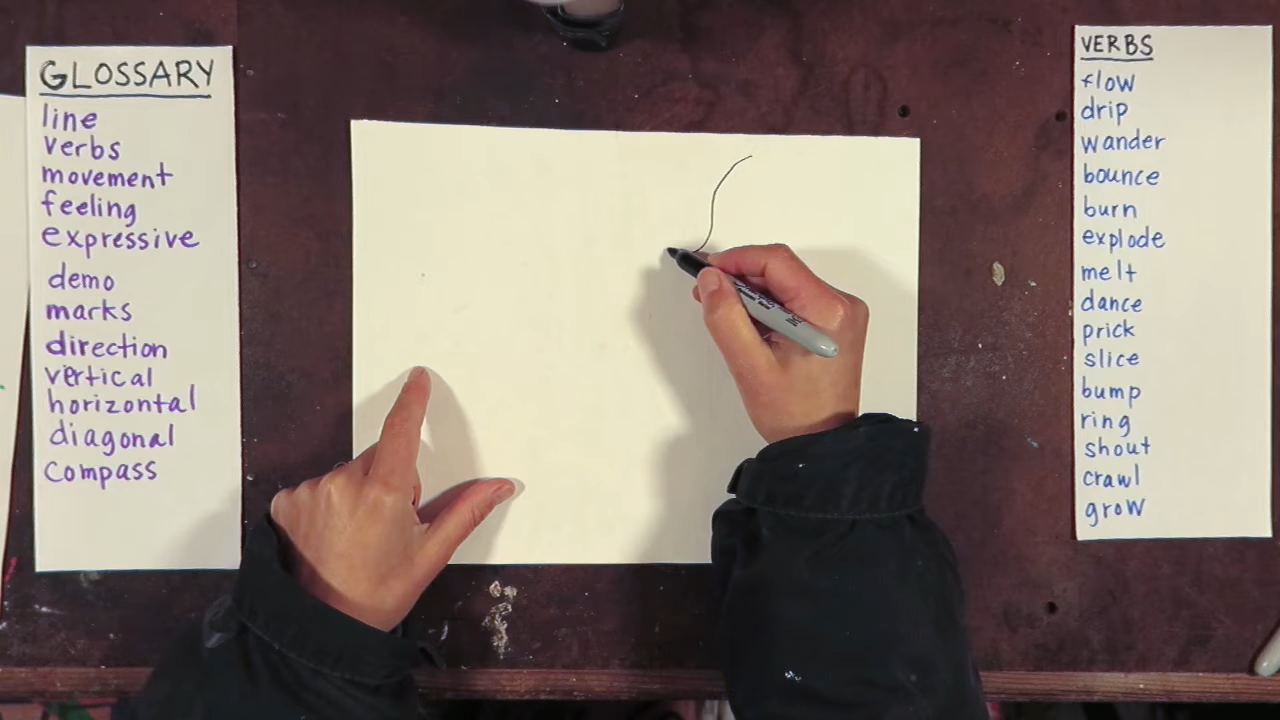 GLOSSARY
line
verbs
movement
feeling
expressive
demo
marks
direction
vertical
horizontal
diagonal
compass
VERBS
flow
drip
wander
bounce
burn
explode
melt
dance
prick
slice
bump
ring
shout
crawl
grow